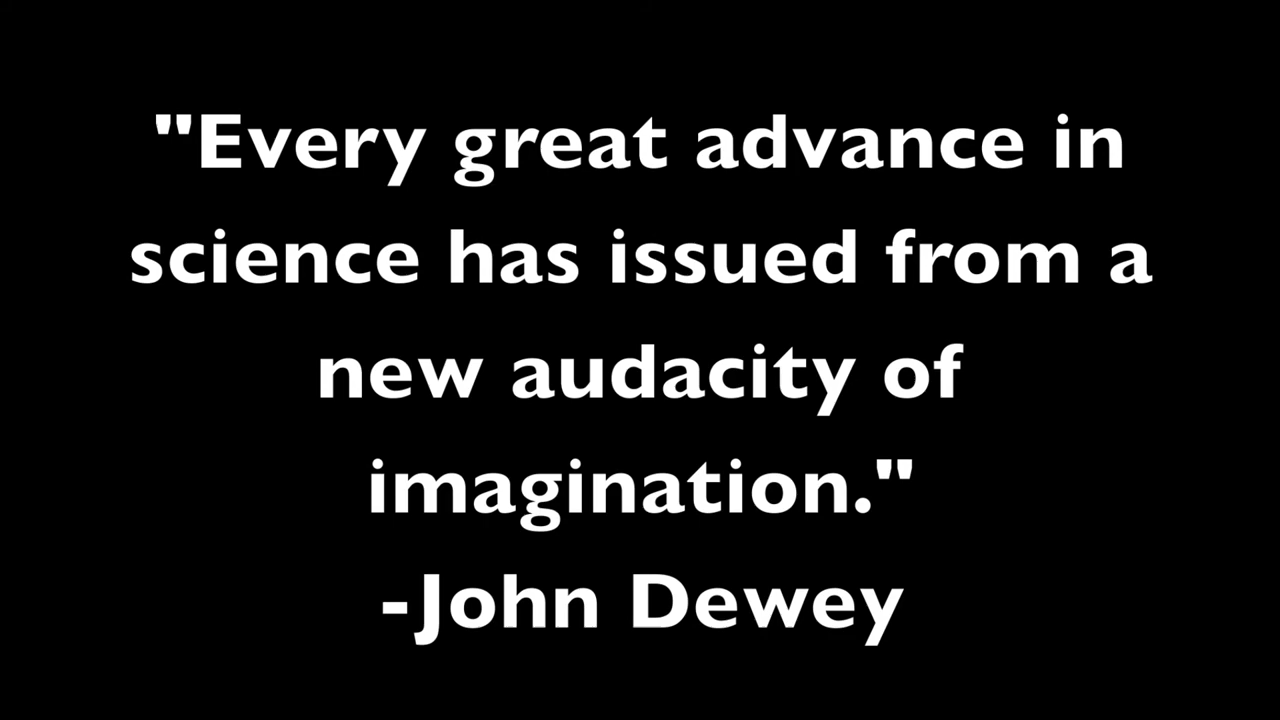 "Every great advance in
science has issued from a
new audacity of
imagination."
-John Dewey